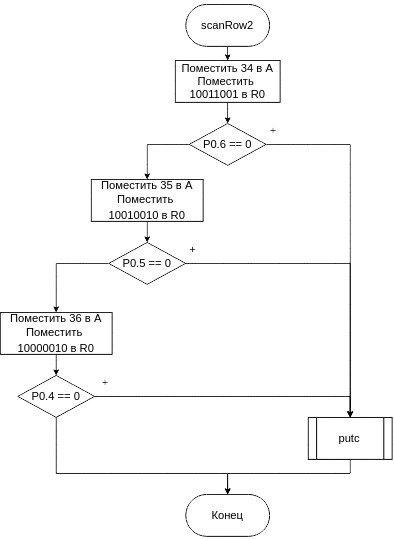 scanRow2
Поместить 34 в A
Поместить
10011001 в R0
+
P0.6 == 0
Поместить 35 в A
Поместить
10010010 в R0
+
P0.5 == 0
Поместить 36 в A
Поместить
10000010 в R0
+
P0.4 == 0
putc
Конец